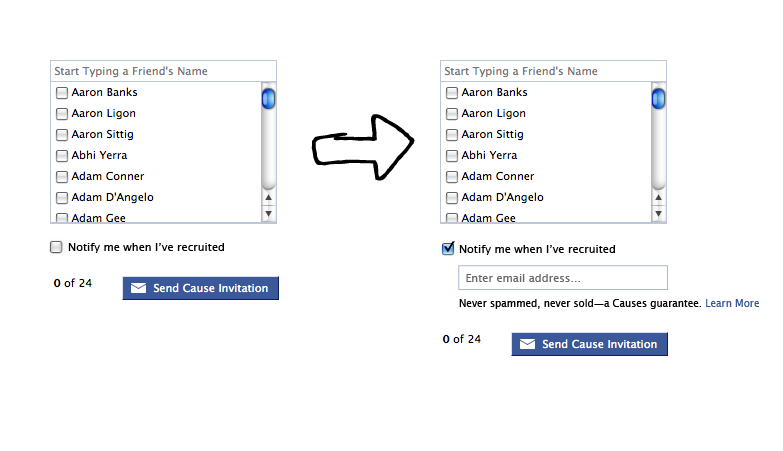 Start Typing a Friend's Name
Aaron Banks
Aaron Ligon
Aaron Sittig
Abhi Yerra
Adam Conner
Adam D'Angelo
Adam Gee
Notify me when I've recruited
0 of 24
Send Cause Invitation
Start Typing a Friend's Name
Aaron Banks
Aaron Ligon
Aaron Sittig
Abhi Yerra
Adam Conner
Adam D'Angelo
Adam Gee
Notify me when I've recruited
Enter email address...
Never spammed, never sold—a Causes guarantee. Learn More
0 of 24
Send Cause Invitation